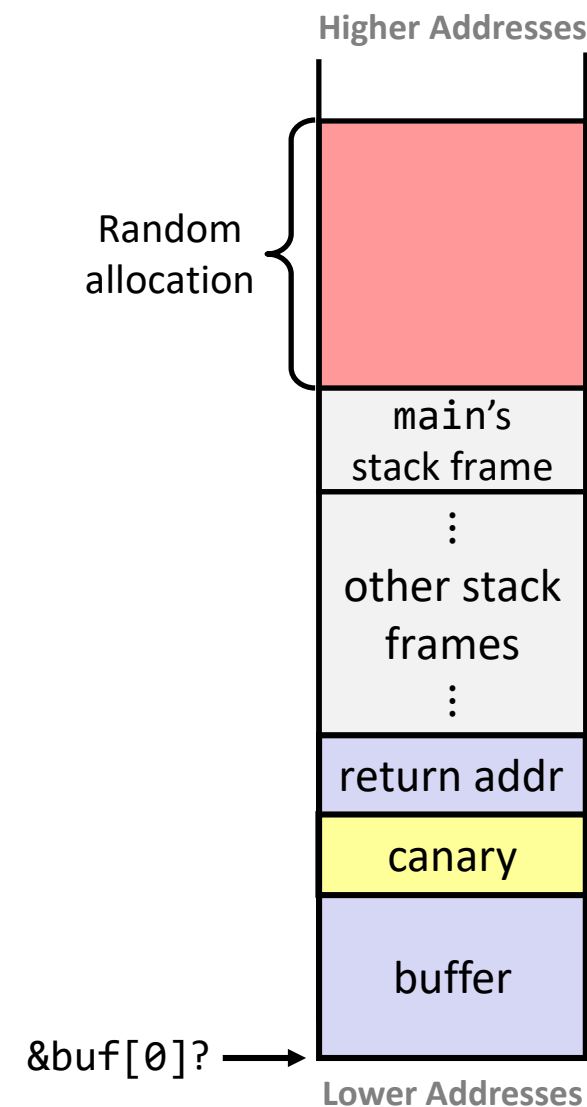 Higher Addresses
Random
allocation
main's
stack frame
⋮
other stack
frames
⋮
return addr
canary
buffer
&buf[0]?
Lower Addresses